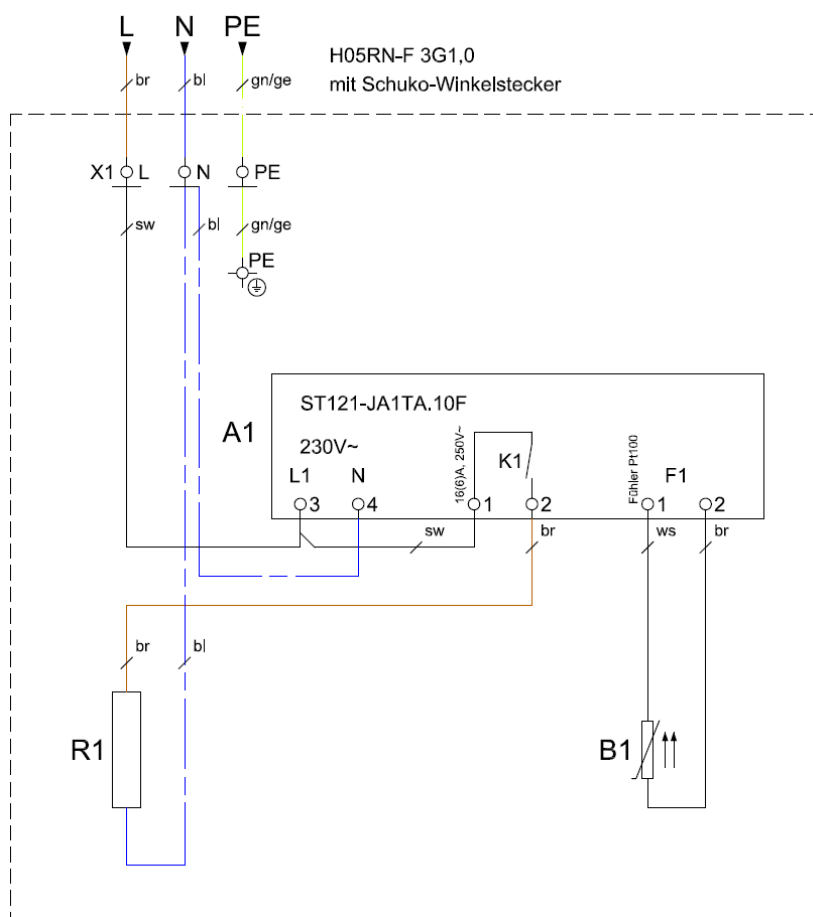 L N PE
H05RN-F 3G1,0
br bl gn/ge
mit Schuko-Winkelstecker
X1 L N PE
sw bl gn/ge
PE
ST121-JA1TA.10F
A1
230V~
16(6)A, 250V~
K1
Fühler Pt100
F1
L1 N
3 4 1 2 1 2
sw br ws br
br bl
R1
B1